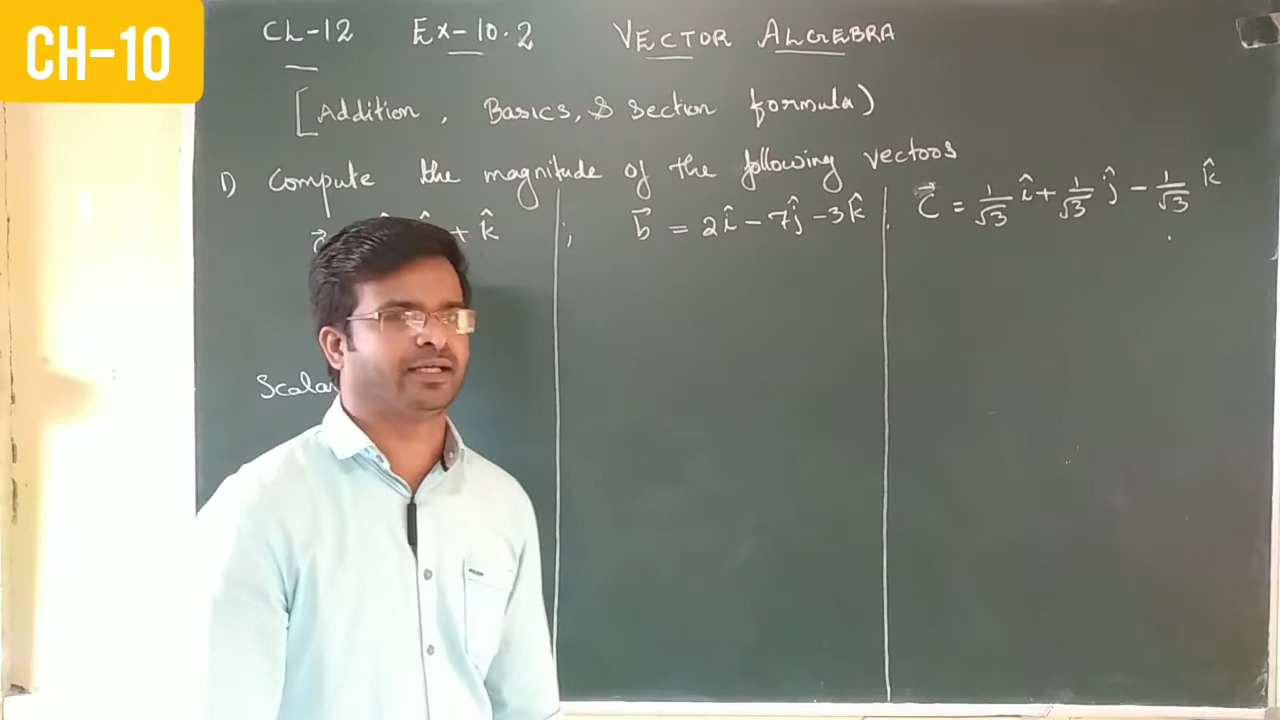 CH-10
CL-12 Ex-10.2 VECTOR ALGEBRA
[Addition, Basics, & section formula)
1) Compute the magnitude of the following vectors
+ k̂ ; b⃗ = 2î - 7ĵ - 3k̂ c⃗ = 1/√3 î + 1/√3 ĵ - 1/√3 k̂